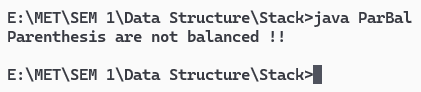 E:\MET\SEM 1\Data Structure\Stack>java ParBal
Parenthesis are not balanced !!
E:\MET\SEM 1\Data Structure\Stack>